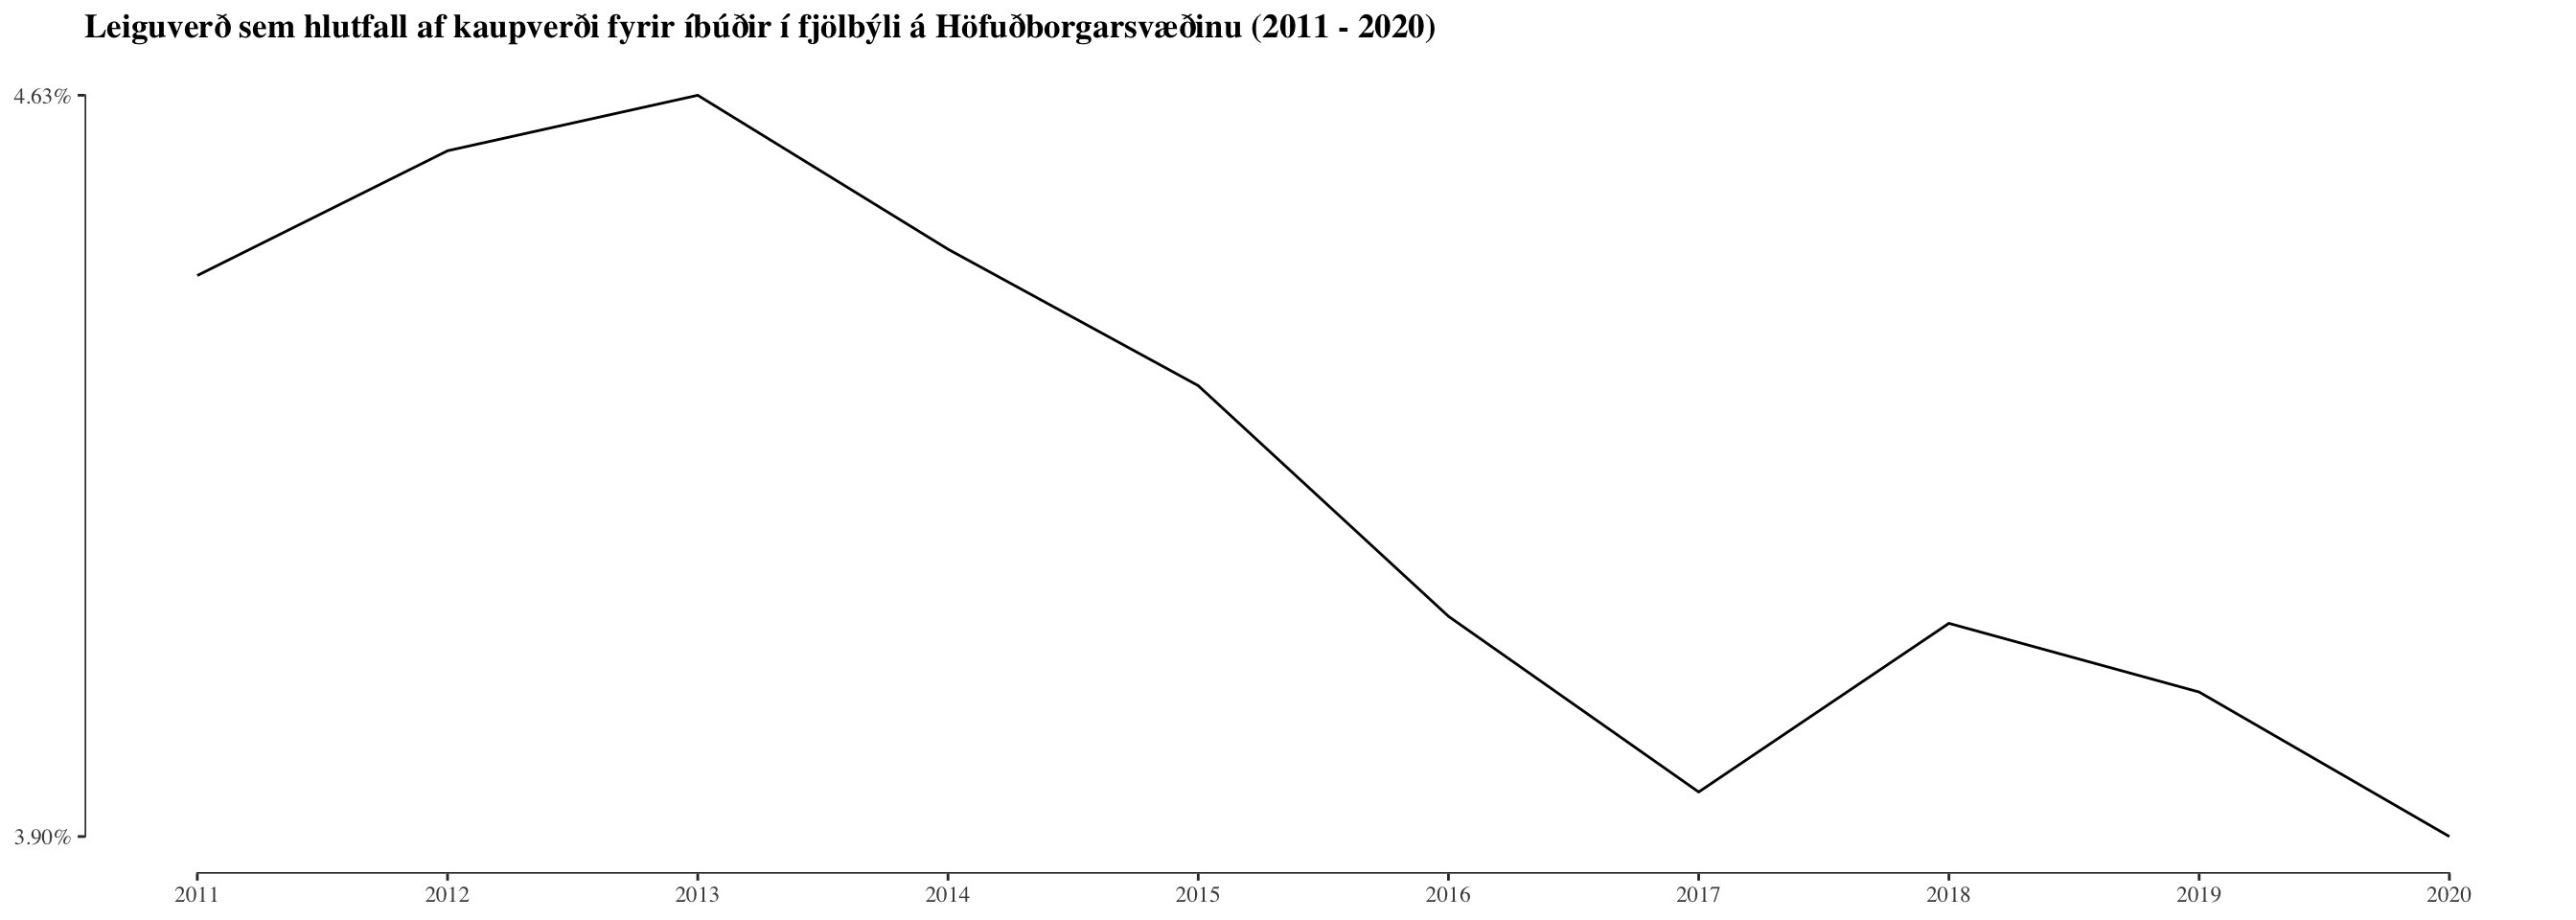 Leiguverð sem hlutfall af kaupverði fyrir íbúðir í fjölbýli á Höfuðborgarsvæðinu (2011 - 2020)
4.63%
3.90%
2011 2012 2013 2014 2015 2016 2017 2018 2019 2020